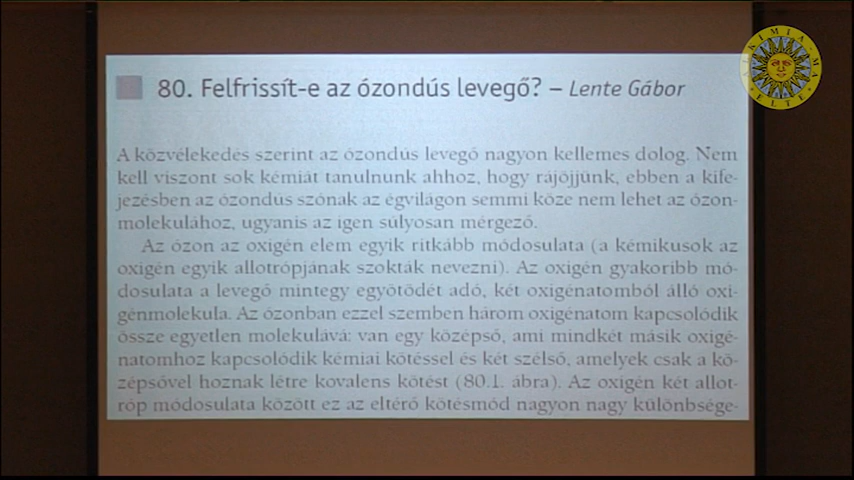 80. Felfrissít-e az ózondús levegő? – Lente Gábor
ALKÍMIA MA
ELTE
A közvélekedés szerint az ózondús levegő nagyon kellemes dolog. Nem
kell viszont sok kémiát tanulnunk ahhoz, hogy rájöjjünk, ebben a kife-
jezésben az ózondús szónak az égvilágon semmi köze nem lehet az ózon-
molekulához, ugyanis az igen súlyosan mérgező.
Az ózon az oxigén elem egyik ritkább módosulata (a kémikusok az
oxigén egyik allotrópjának szokták nevezni). Az oxigén gyakoribb mó-
dosulata a levegő mintegy egyötödét adó, két oxigénatomból álló oxi-
génmolekula. Az ózonban ezzel szemben három oxigénatom kapcsolódik
össze egyetlen molekulává: van egy középső, ami mindkét másik oxigé-
natomhoz kapcsolódik kémiai kötéssel és két szélső, amelyek csak a kö-
zépsővel hoznak létre kovalens kötést (80.1. ábra). Az oxigén két allot-
róp módosulata között ez az eltérő kötésmód nagyon nagy különbsége-